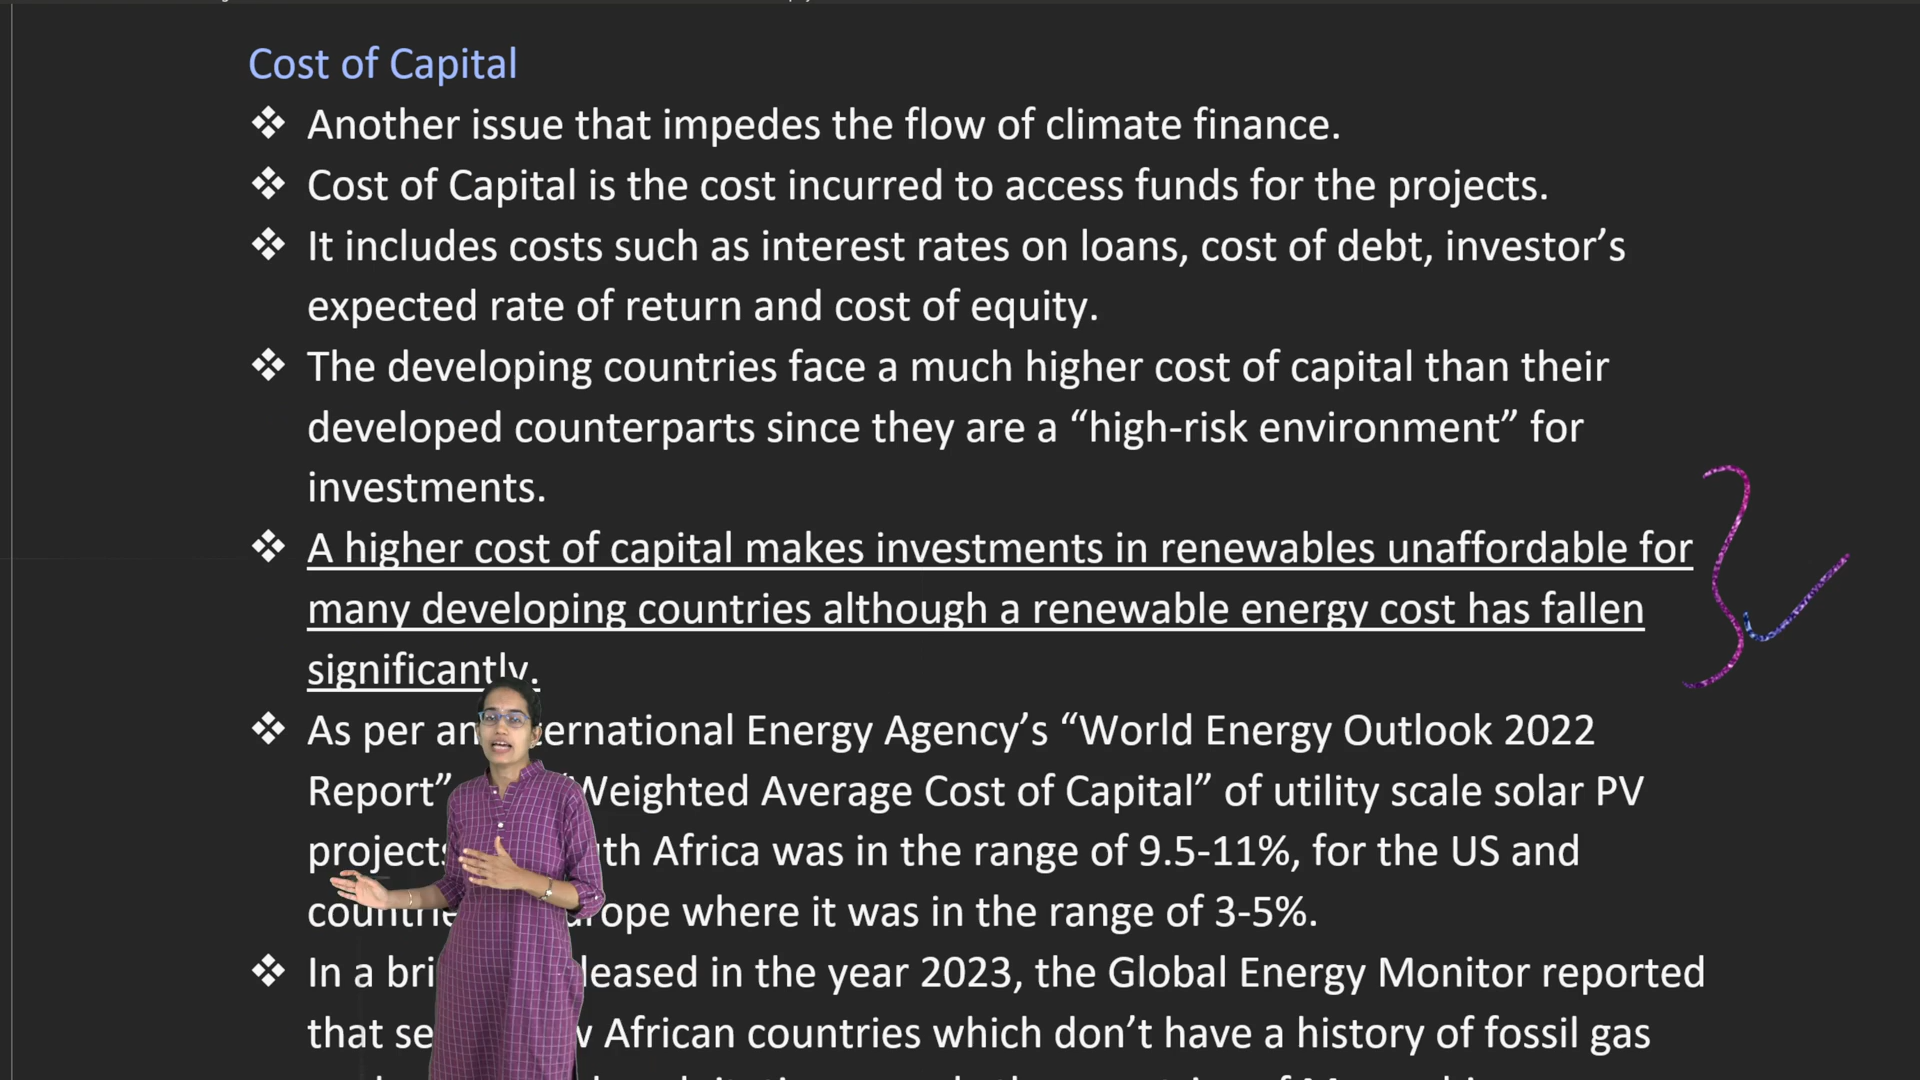 Cost of Capital
❖ Another issue that impedes the flow of climate finance.
❖ Cost of Capital is the cost incurred to access funds for the projects.
❖ It includes costs such as interest rates on loans, cost of debt, investor’s
expected rate of return and cost of equity.
❖ The developing countries face a much higher cost of capital than their
developed counterparts since they are a “high-risk environment” for
investments.
❖ A higher cost of capital makes investments in renewables unaffordable for
many developing countries although a renewable energy cost has fallen
significantly.
❖ As per an International Energy Agency’s “World Energy Outlook 2022
Report” “Weighted Average Cost of Capital” of utility scale solar PV
projects Africa was in the range of 9.5-11%, for the US and
where it was in the range of 3-5%.
❖ In a in the year 2023, the Global Energy Monitor reported
that African countries which don’t have a history of fossil gas